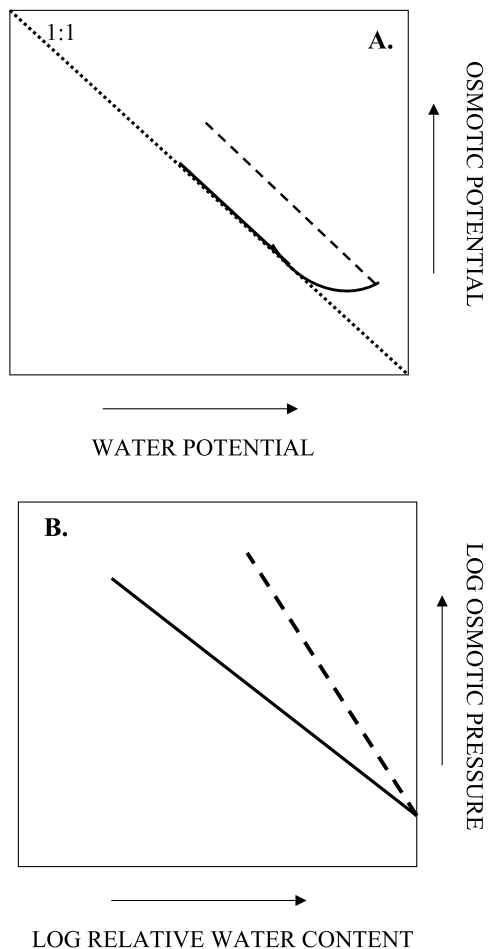 1:1
A.
OSMOTIC POTENTIAL
WATER POTENTIAL
B.
LOG OSMOTIC PRESSURE
LOG RELATIVE WATER CONTENT